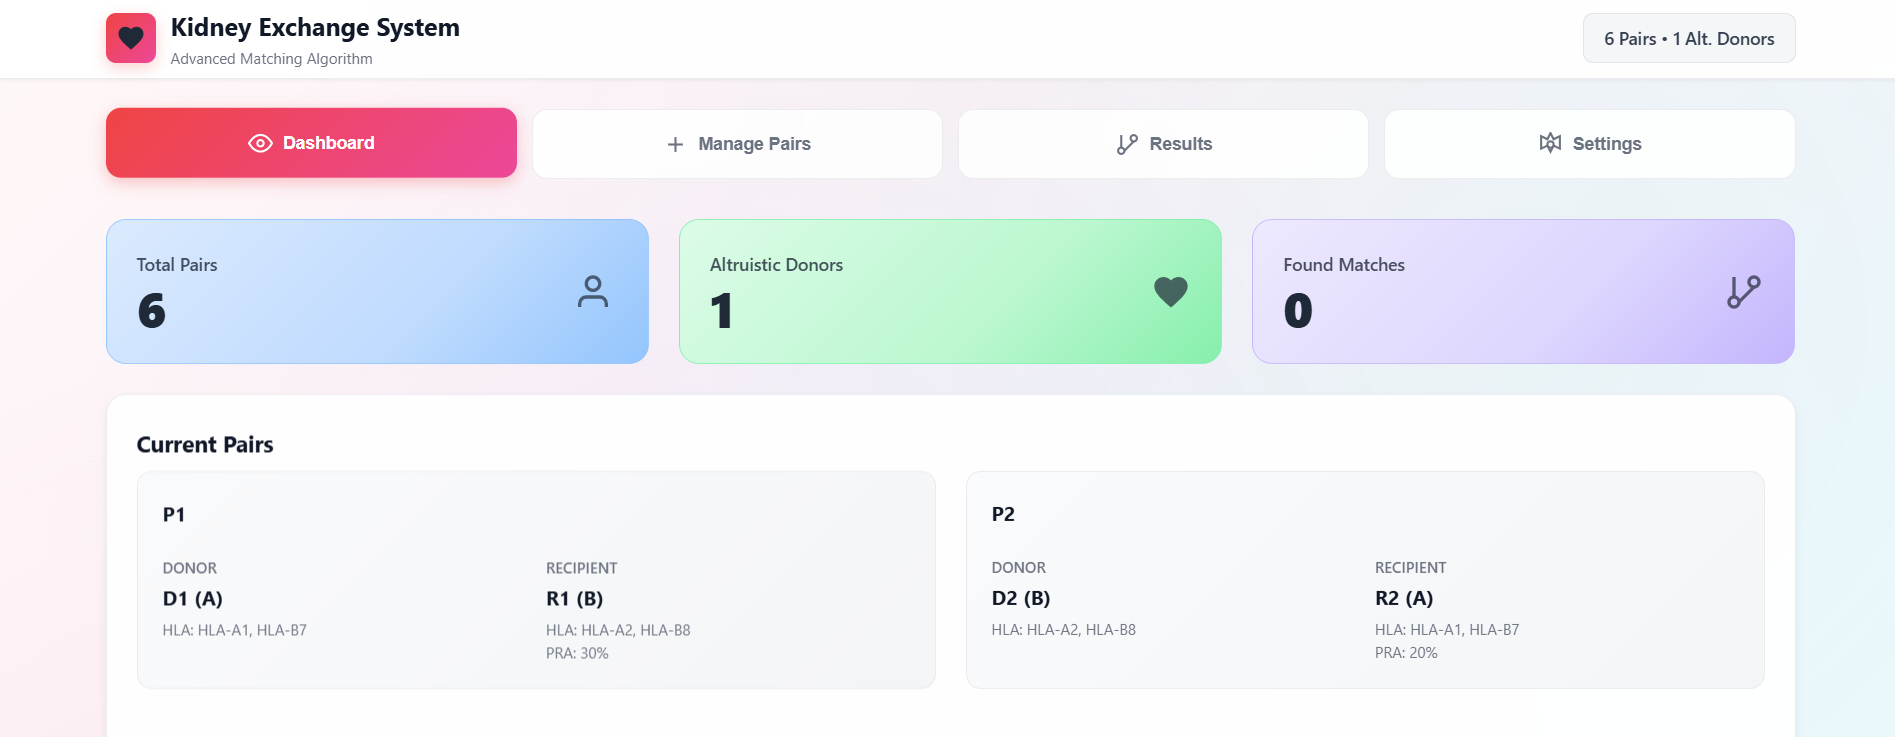 Kidney Exchange System
Advanced Matching Algorithm
6 Pairs • 1 Alt. Donors
Dashboard
Manage Pairs
Results
Settings
Total Pairs
6
Altruistic Donors
1
Found Matches
0
Current Pairs
P1
DONOR
D1 (A)
HLA: HLA-A1, HLA-B7
RECIPIENT
R1 (B)
HLA: HLA-A2, HLA-B8
PRA: 30%
P2
DONOR
D2 (B)
HLA: HLA-A2, HLA-B8
RECIPIENT
R2 (A)
HLA: HLA-A1, HLA-B7
PRA: 20%